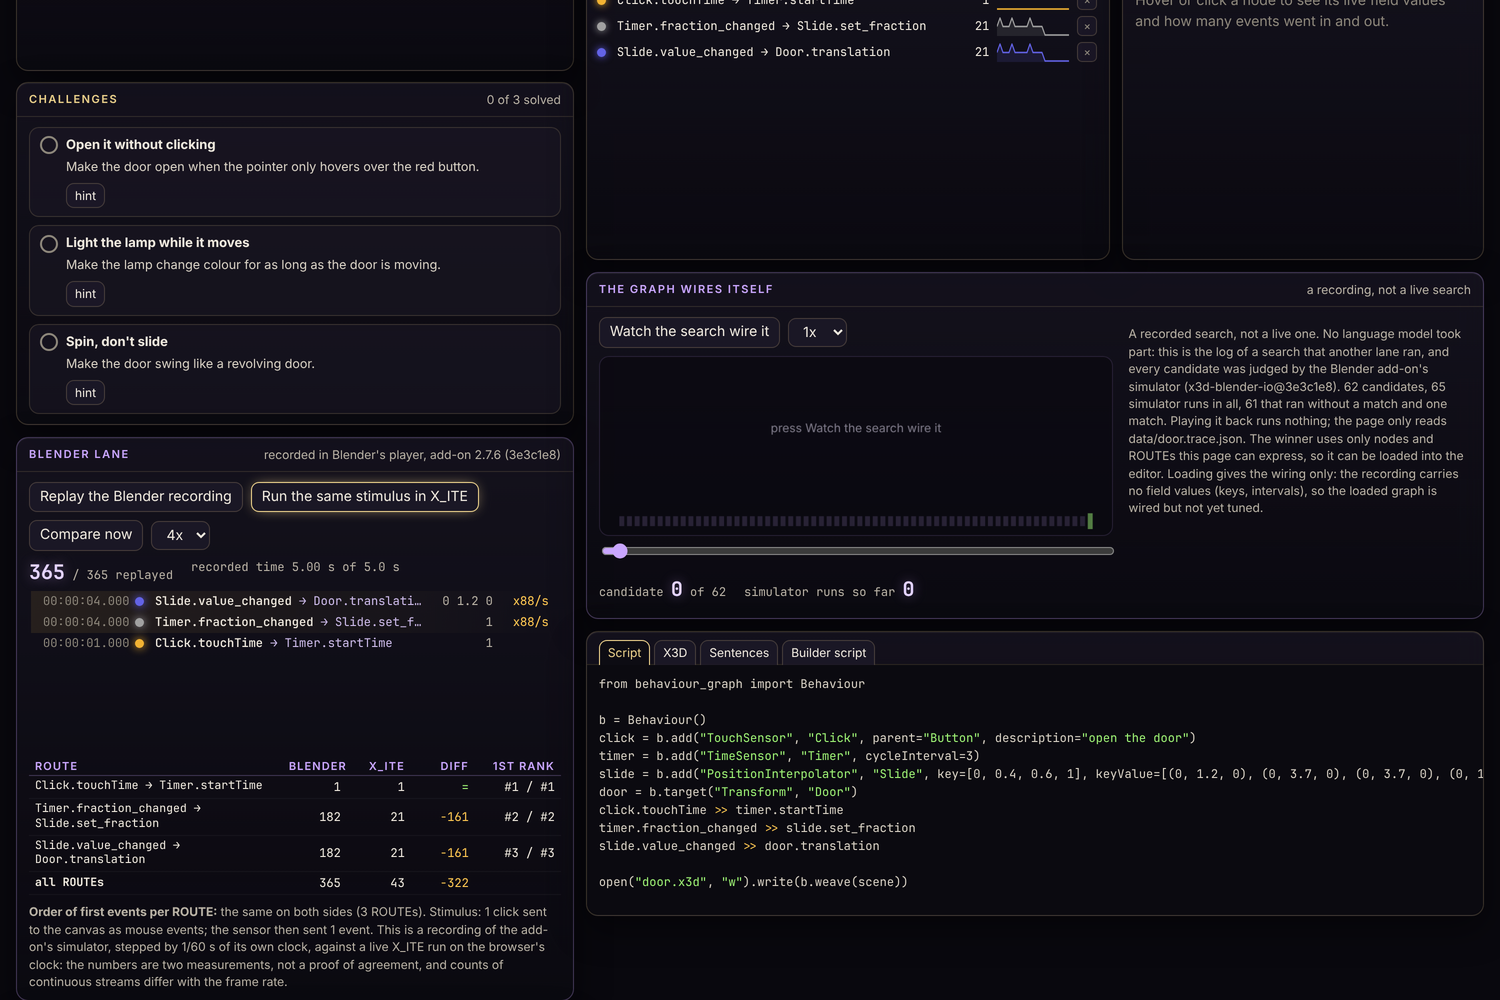 Click.touchTime → Timer.startTime 1 ×
Timer.fraction_changed → Slide.set_fraction 21 ×
Slide.value_changed → Door.translation 21 ×
Hover or click a node to see its live field values
and how many events went in and out.
CHALLENGES 0 of 3 solved
Open it without clicking
Make the door open when the pointer only hovers over the red button.
hint
Light the lamp while it moves
Make the lamp change colour for as long as the door is moving.
hint
Spin, don't slide
Make the door swing like a revolving door.
hint
BLENDER LANE recorded in Blender's player, add-on 2.7.6 (3e3c1e8)
Replay the Blender recording Run the same stimulus in X_ITE
Compare now 4x
365 / 365 replayed recorded time 5.00 s of 5.0 s
00:00:04.000 Slide.value_changed → Door.translati… 0 1.2 0 x88/s
00:00:04.000 Timer.fraction_changed → Slide.set_f… 1 x88/s
00:00:01.000 Click.touchTime → Timer.startTime 1
ROUTE BLENDER X_ITE DIFF 1ST RANK
Click.touchTime → Timer.startTime 1 1 = #1 / #1
Timer.fraction_changed →
Slide.set_fraction 182 21 -161 #2 / #2
Slide.value_changed →
Door.translation 182 21 -161 #3 / #3
all ROUTEs 365 43 -322
Order of first events per ROUTE: the same on both sides (3 ROUTEs). Stimulus: 1 click sent
to the canvas as mouse events; the sensor then sent 1 event. This is a recording of the add-
on's simulator, stepped by 1/60 s of its own clock, against a live X_ITE run on the browser's
clock: the numbers are two measurements, not a proof of agreement, and counts of
continuous streams differ with the frame rate.
THE GRAPH WIRES ITSELF a recording, not a live search
Watch the search wire it 1x
press Watch the search wire it
candidate 0 of 62 simulator runs so far 0
A recorded search, not a live one. No language model took
part: this is the log of a search that another lane ran, and
every candidate was judged by the Blender add-on's
simulator (x3d-blender-io@3e3c1e8). 62 candidates, 65
simulator runs in all, 61 that ran without a match and one
match. Playing it back runs nothing; the page only reads
data/door.trace.json. The winner uses only nodes and
ROUTEs this page can express, so it can be loaded into the
editor. Loading gives the wiring only: the recording carries
no field values (keys, intervals), so the loaded graph is
wired but not yet tuned.
Script X3D Sentences Builder script
from behaviour_graph import Behaviour
b = Behaviour()
click = b.add("TouchSensor", "Click", parent="Button", description="open the door")
timer = b.add("TimeSensor", "Timer", cycleInterval=3)
slide = b.add("PositionInterpolator", "Slide", key=[0, 0.4, 0.6, 1], keyValue=[(0, 1.2, 0), (0, 3.7, 0), (0, 3.7, 0), (0, 1
door = b.target("Transform", "Door")
click.touchTime >> timer.startTime
timer.fraction_changed >> slide.set_fraction
slide.value_changed >> door.translation
open("door.x3d", "w").write(b.weave(scene))